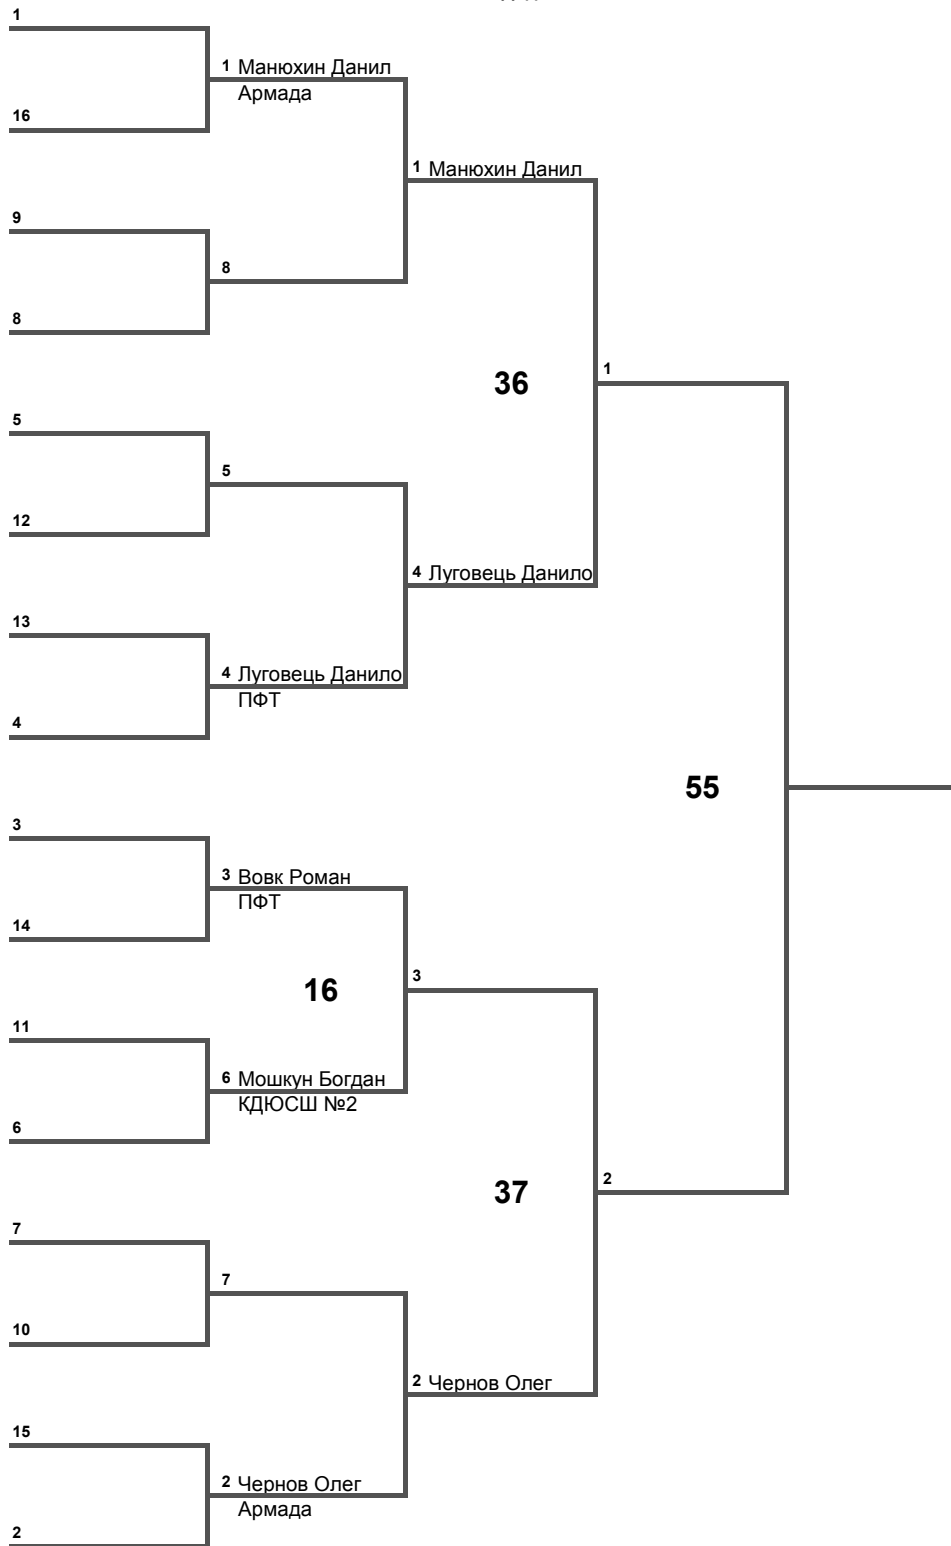 1
1 Манюхин Данил
Армада
16
1 Манюхин Данил
9
8
8
36
1
5
5
12
4 Луговець Данило
13
4 Луговець Данило
ПФТ
4
55
3
3 Вовк Роман
ПФТ
14
3
16
11
6 Мошкун Богдан
КДЮСШ №2
6
2
37
7
7
10
2 Чернов Олег
15
2 Чернов Олег
Армада
2